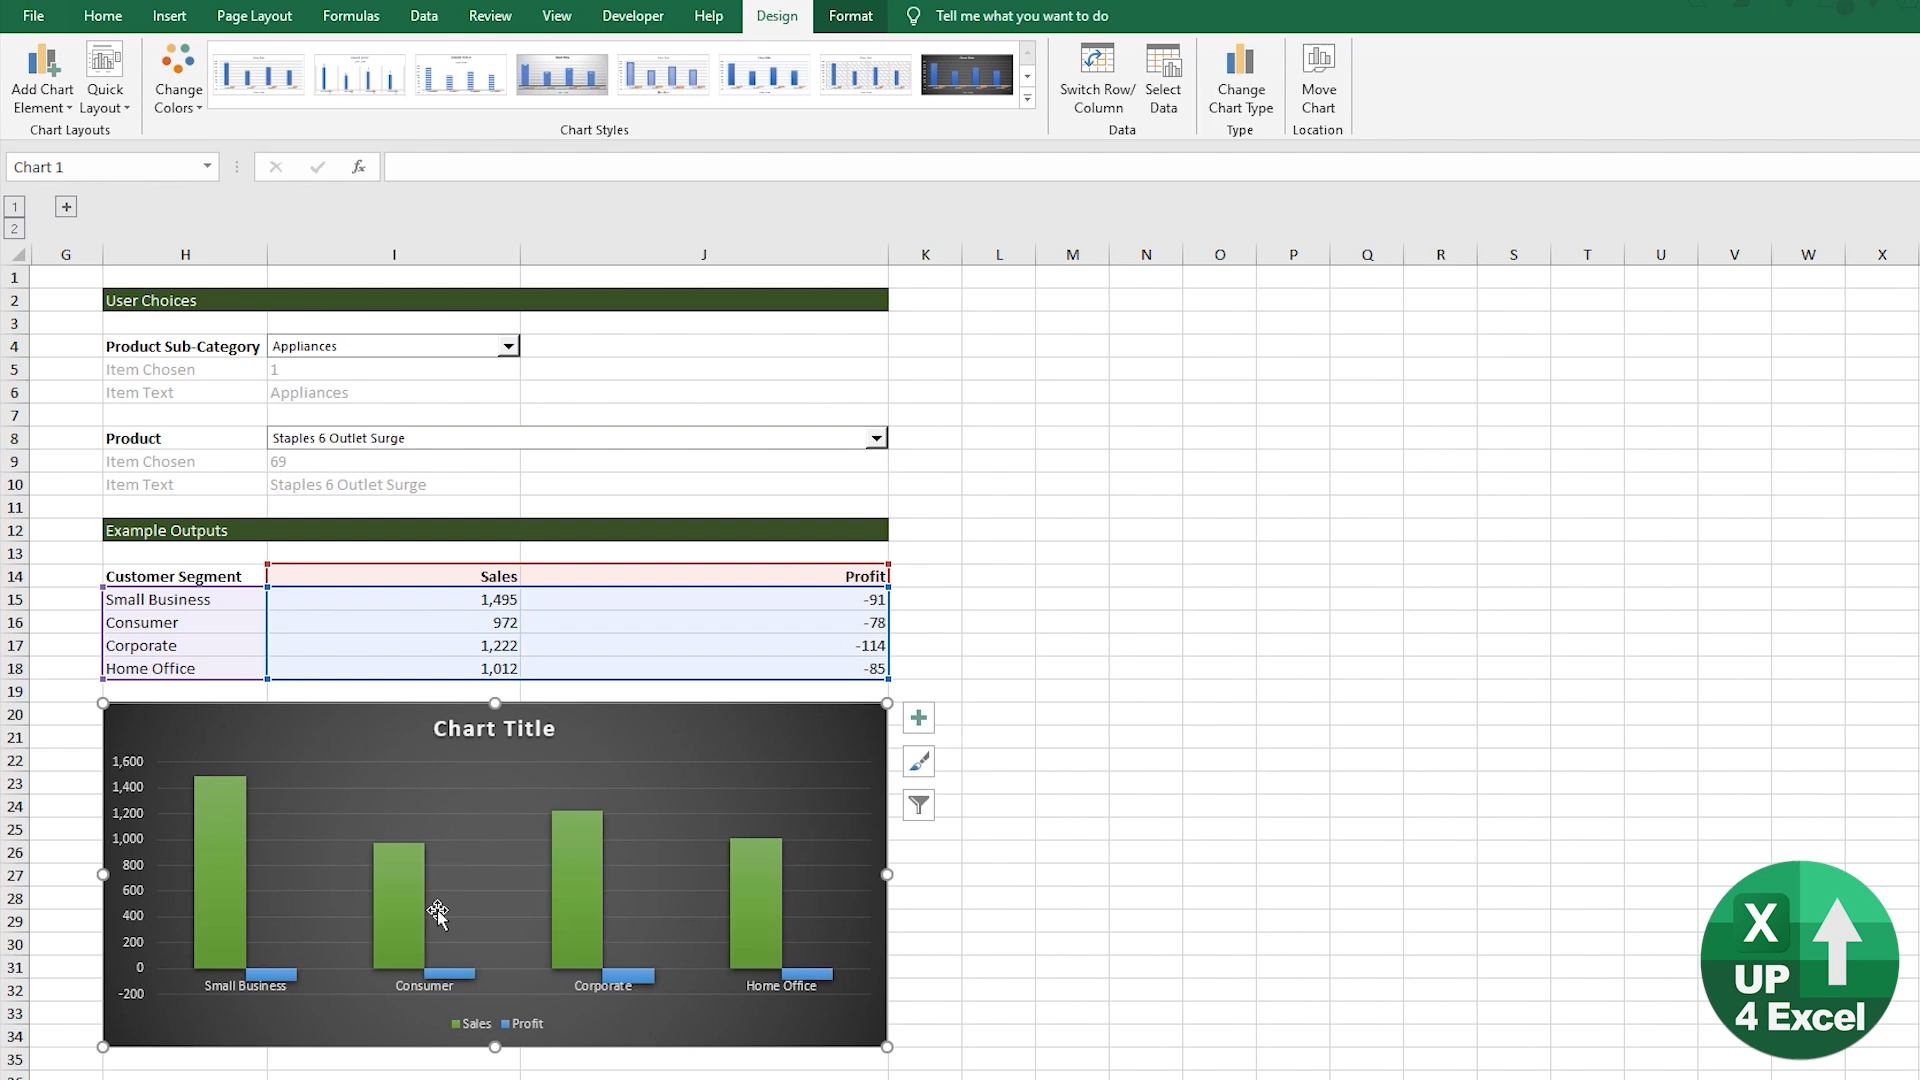 File Home Insert Page Layout Formulas Data Review View Developer Help Design Format Tell me what you want to do
Add Chart Element
Quick Layout
Change Colors
Switch Row/ Column
Select Data
Change Chart Type
Move Chart
Chart Layouts Chart Styles Data Type Location
Chart 1 fx
1
2
G H I J K L M N O P Q R S T U V W X
1
2 User Choices
3
4 Product Sub-Category Appliances
5 Item Chosen 1
6 Item Text Appliances
7
8 Product Staples 6 Outlet Surge
9 Item Chosen 69
10 Item Text Staples 6 Outlet Surge
11
12 Example Outputs
13
14 Customer Segment Sales Profit
15 Small Business 1,495 -91
16 Consumer 972 -78
17 Corporate 1,222 -114
18 Home Office 1,012 -85
19
20
21
22
23
24
25
26
27
28
29
30
31
32
33
34
35
Chart Title
1,600
1,400
1,200
1,000
800
600
400
200
0
-200
Small Business Consumer Corporate Home Office
Sales Profit
X
UP
4 Excel